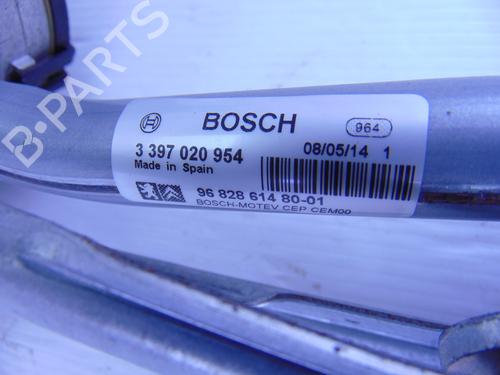 BOSCH
964
3 397 020 954
08/05/14 1
Made in Spain
96 828 614 80-01
BOSCH-MOTEV CEP CEM00
B-PARTS